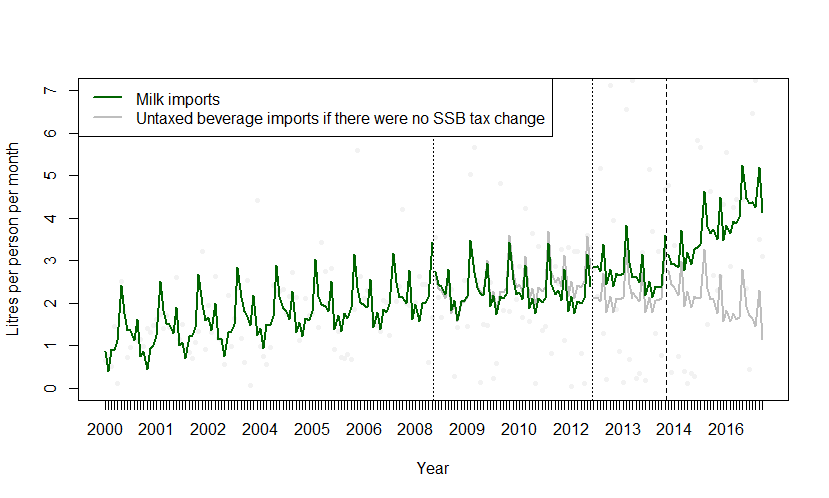 Milk imports
Untaxed beverage imports if there were no SSB tax change
Litres per person per month
7
6
5
4
3
2
1
0
2000 2001 2002 2004 2005 2006 2008 2009 2010 2012 2013 2014 2016
Year